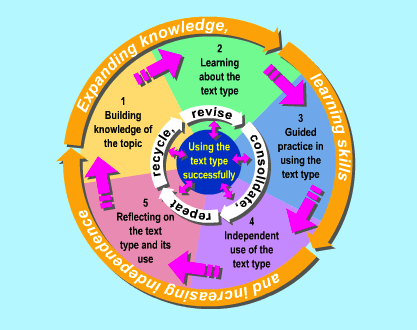 Expanding knowledge,
learning skills
and increasing independence
1
Building
knowledge of
the topic
2
Learning
about the
text type
3
Guided
practice in
using the
text type
4
Independent
use of the
text type
5
Reflecting on
the text
type and its
use
revise
consolidate,
repeat
recycle,
Using the
text type
successfully